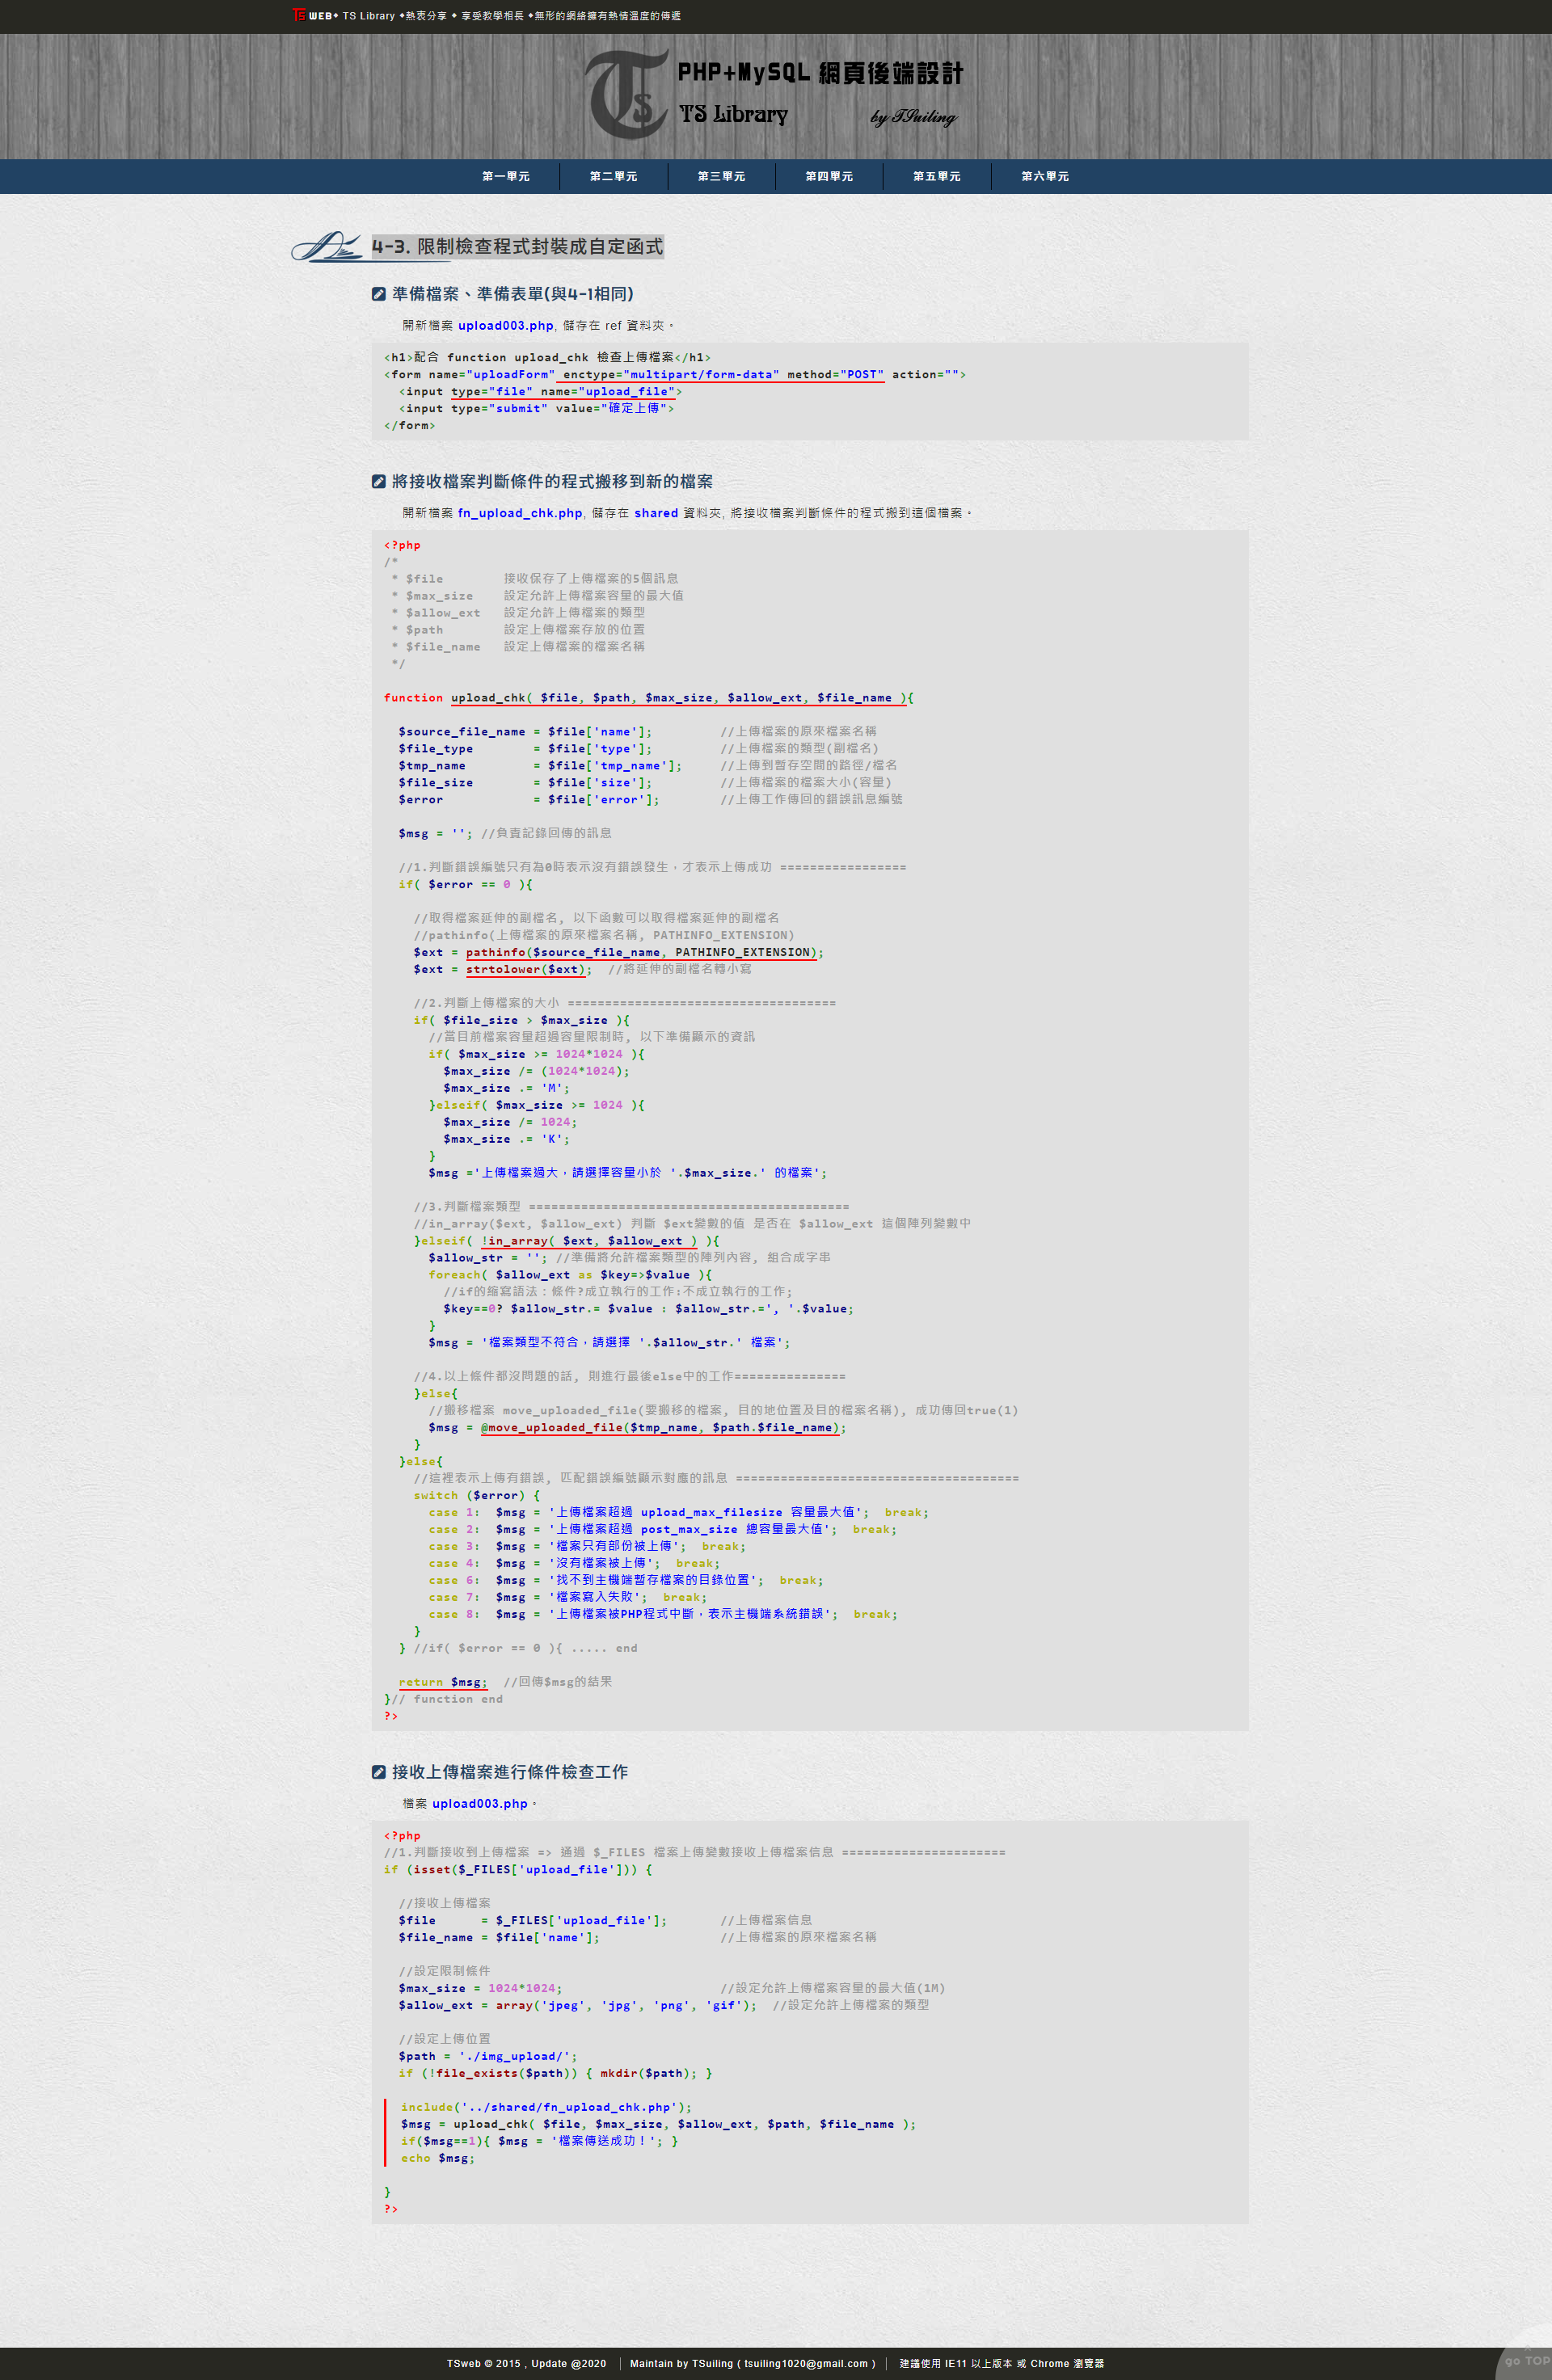 TS WEB◆ TS Library ◆熱衷分享 ◆ 享受教學相長 ◆無形的網絡擁有熱情溫度的傳遞
PHP+MySQL 網頁後端設計
TS Library by TSuiling
第一單元 第二單元 第三單元 第四單元 第五單元 第六單元
4-3. 限制檢查程式封裝成自定函式
準備檔案、準備表單(與4-1相同)
開新檔案 upload003.php, 儲存在 ref 資料夾。
<h1>配合 function upload_chk 檢查上傳檔案</h1>
<form name="uploadForm" enctype="multipart/form-data" method="POST" action="">
  <input type="file" name="upload_file">
  <input type="submit" value="確定上傳">
</form>
將接收檔案判斷條件的程式搬移到新的檔案
開新檔案 fn_upload_chk.php, 儲存在 shared 資料夾, 將接收檔案判斷條件的程式搬到這個檔案。
<?php
/*
 * $file        接收保存了上傳檔案的5個訊息
 * $max_size    設定允許上傳檔案容量的最大值
 * $allow_ext   設定允許上傳檔案的類型
 * $path        設定上傳檔案存放的位置
 * $file_name   設定上傳檔案的檔案名稱
 */
function upload_chk( $file, $path, $max_size, $allow_ext, $file_name ){
  $source_file_name = $file['name'];         //上傳檔案的原來檔案名稱
  $file_type        = $file['type'];         //上傳檔案的類型(副檔名)
  $tmp_name         = $file['tmp_name'];     //上傳到暫存空間的路徑/檔名
  $file_size        = $file['size'];         //上傳檔案的檔案大小(容量)
  $error            = $file['error'];        //上傳工作傳回的錯誤訊息編號
  $msg = ''; //負責記錄回傳的訊息
  //1.判斷錯誤編號只有為0時表示沒有錯誤發生，才表示上傳成功 =================
  if( $error == 0 ){
    //取得檔案延伸的副檔名, 以下函數可以取得檔案延伸的副檔名
    //pathinfo(上傳檔案的原來檔案名稱, PATHINFO_EXTENSION)
    $ext = pathinfo($source_file_name, PATHINFO_EXTENSION);
    $ext = strtolower($ext);  //將延伸的副檔名轉小寫
    //2.判斷上傳檔案的大小 ====================================
    if( $file_size > $max_size ){
      //當目前檔案容量超過容量限制時, 以下準備顯示的資訊
      if( $max_size >= 1024*1024 ){
        $max_size /= (1024*1024);
        $max_size .= 'M';
      }elseif( $max_size >= 1024 ){
        $max_size /= 1024;
        $max_size .= 'K';
      }
      $msg ='上傳檔案過大，請選擇容量小於 '.$max_size.' 的檔案';
    //3.判斷檔案類型 ===========================================
    //in_array($ext, $allow_ext) 判斷 $ext變數的值 是否在 $allow_ext 這個陣列變數中
    }elseif( !in_array( $ext, $allow_ext ) ){
      $allow_str = ''; //準備將允許檔案類型的陣列內容, 組合成字串
      foreach( $allow_ext as $key=>$value ){
        //if的縮寫語法：條件?成立執行的工作:不成立執行的工作;
        $key==0? $allow_str.= $value : $allow_str.=', '.$value;
      }
      $msg = '檔案類型不符合，請選擇 '.$allow_str.' 檔案';
    //4.以上條件都沒問題的話, 則進行最後else中的工作===============
    }else{
      //搬移檔案 move_uploaded_file(要搬移的檔案, 目的地位置及目的檔案名稱), 成功傳回true(1)
      $msg = @move_uploaded_file($tmp_name, $path.$file_name);
    }
  }else{
    //這裡表示上傳有錯誤, 匹配錯誤編號顯示對應的訊息 ======================================
    switch ($error) {
      case 1:  $msg = '上傳檔案超過 upload_max_filesize 容量最大值';  break;
      case 2:  $msg = '上傳檔案超過 post_max_size 總容量最大值';  break;
      case 3:  $msg = '檔案只有部份被上傳';  break;
      case 4:  $msg = '沒有檔案被上傳';  break;
      case 6:  $msg = '找不到主機端暫存檔案的目錄位置';  break;
      case 7:  $msg = '檔案寫入失敗';  break;
      case 8:  $msg = '上傳檔案被PHP程式中斷，表示主機端系統錯誤';  break;
    }
  } //if( $error == 0 ){ ..... end
  return $msg;  //回傳$msg的結果
}// function end
?>
接收上傳檔案進行條件檢查工作
檔案 upload003.php。
<?php
//1.判斷接收到上傳檔案 => 通過 $_FILES 檔案上傳變數接收上傳檔案信息 ======================
if (isset($_FILES['upload_file'])) {
  //接收上傳檔案
  $file      = $_FILES['upload_file'];       //上傳檔案信息
  $file_name = $file['name'];                //上傳檔案的原來檔案名稱
  //設定限制條件
  $max_size = 1024*1024;                     //設定允許上傳檔案容量的最大值(1M)
  $allow_ext = array('jpeg', 'jpg', 'png', 'gif');  //設定允許上傳檔案的類型
  //設定上傳位置
  $path = './img_upload/';
  if (!file_exists($path)) { mkdir($path); }
  include('../shared/fn_upload_chk.php');
  $msg = upload_chk( $file, $max_size, $allow_ext, $path, $file_name );
  if($msg==1){ $msg = '檔案傳送成功！'; }
  echo $msg;
}
?>
TSweb © 2015 , Update @2020 | Maintain by TSuiling ( tsuiling1020@gmail.com ) | 建議使用 IE11 以上版本 或 Chrome 瀏覽器
go TOP